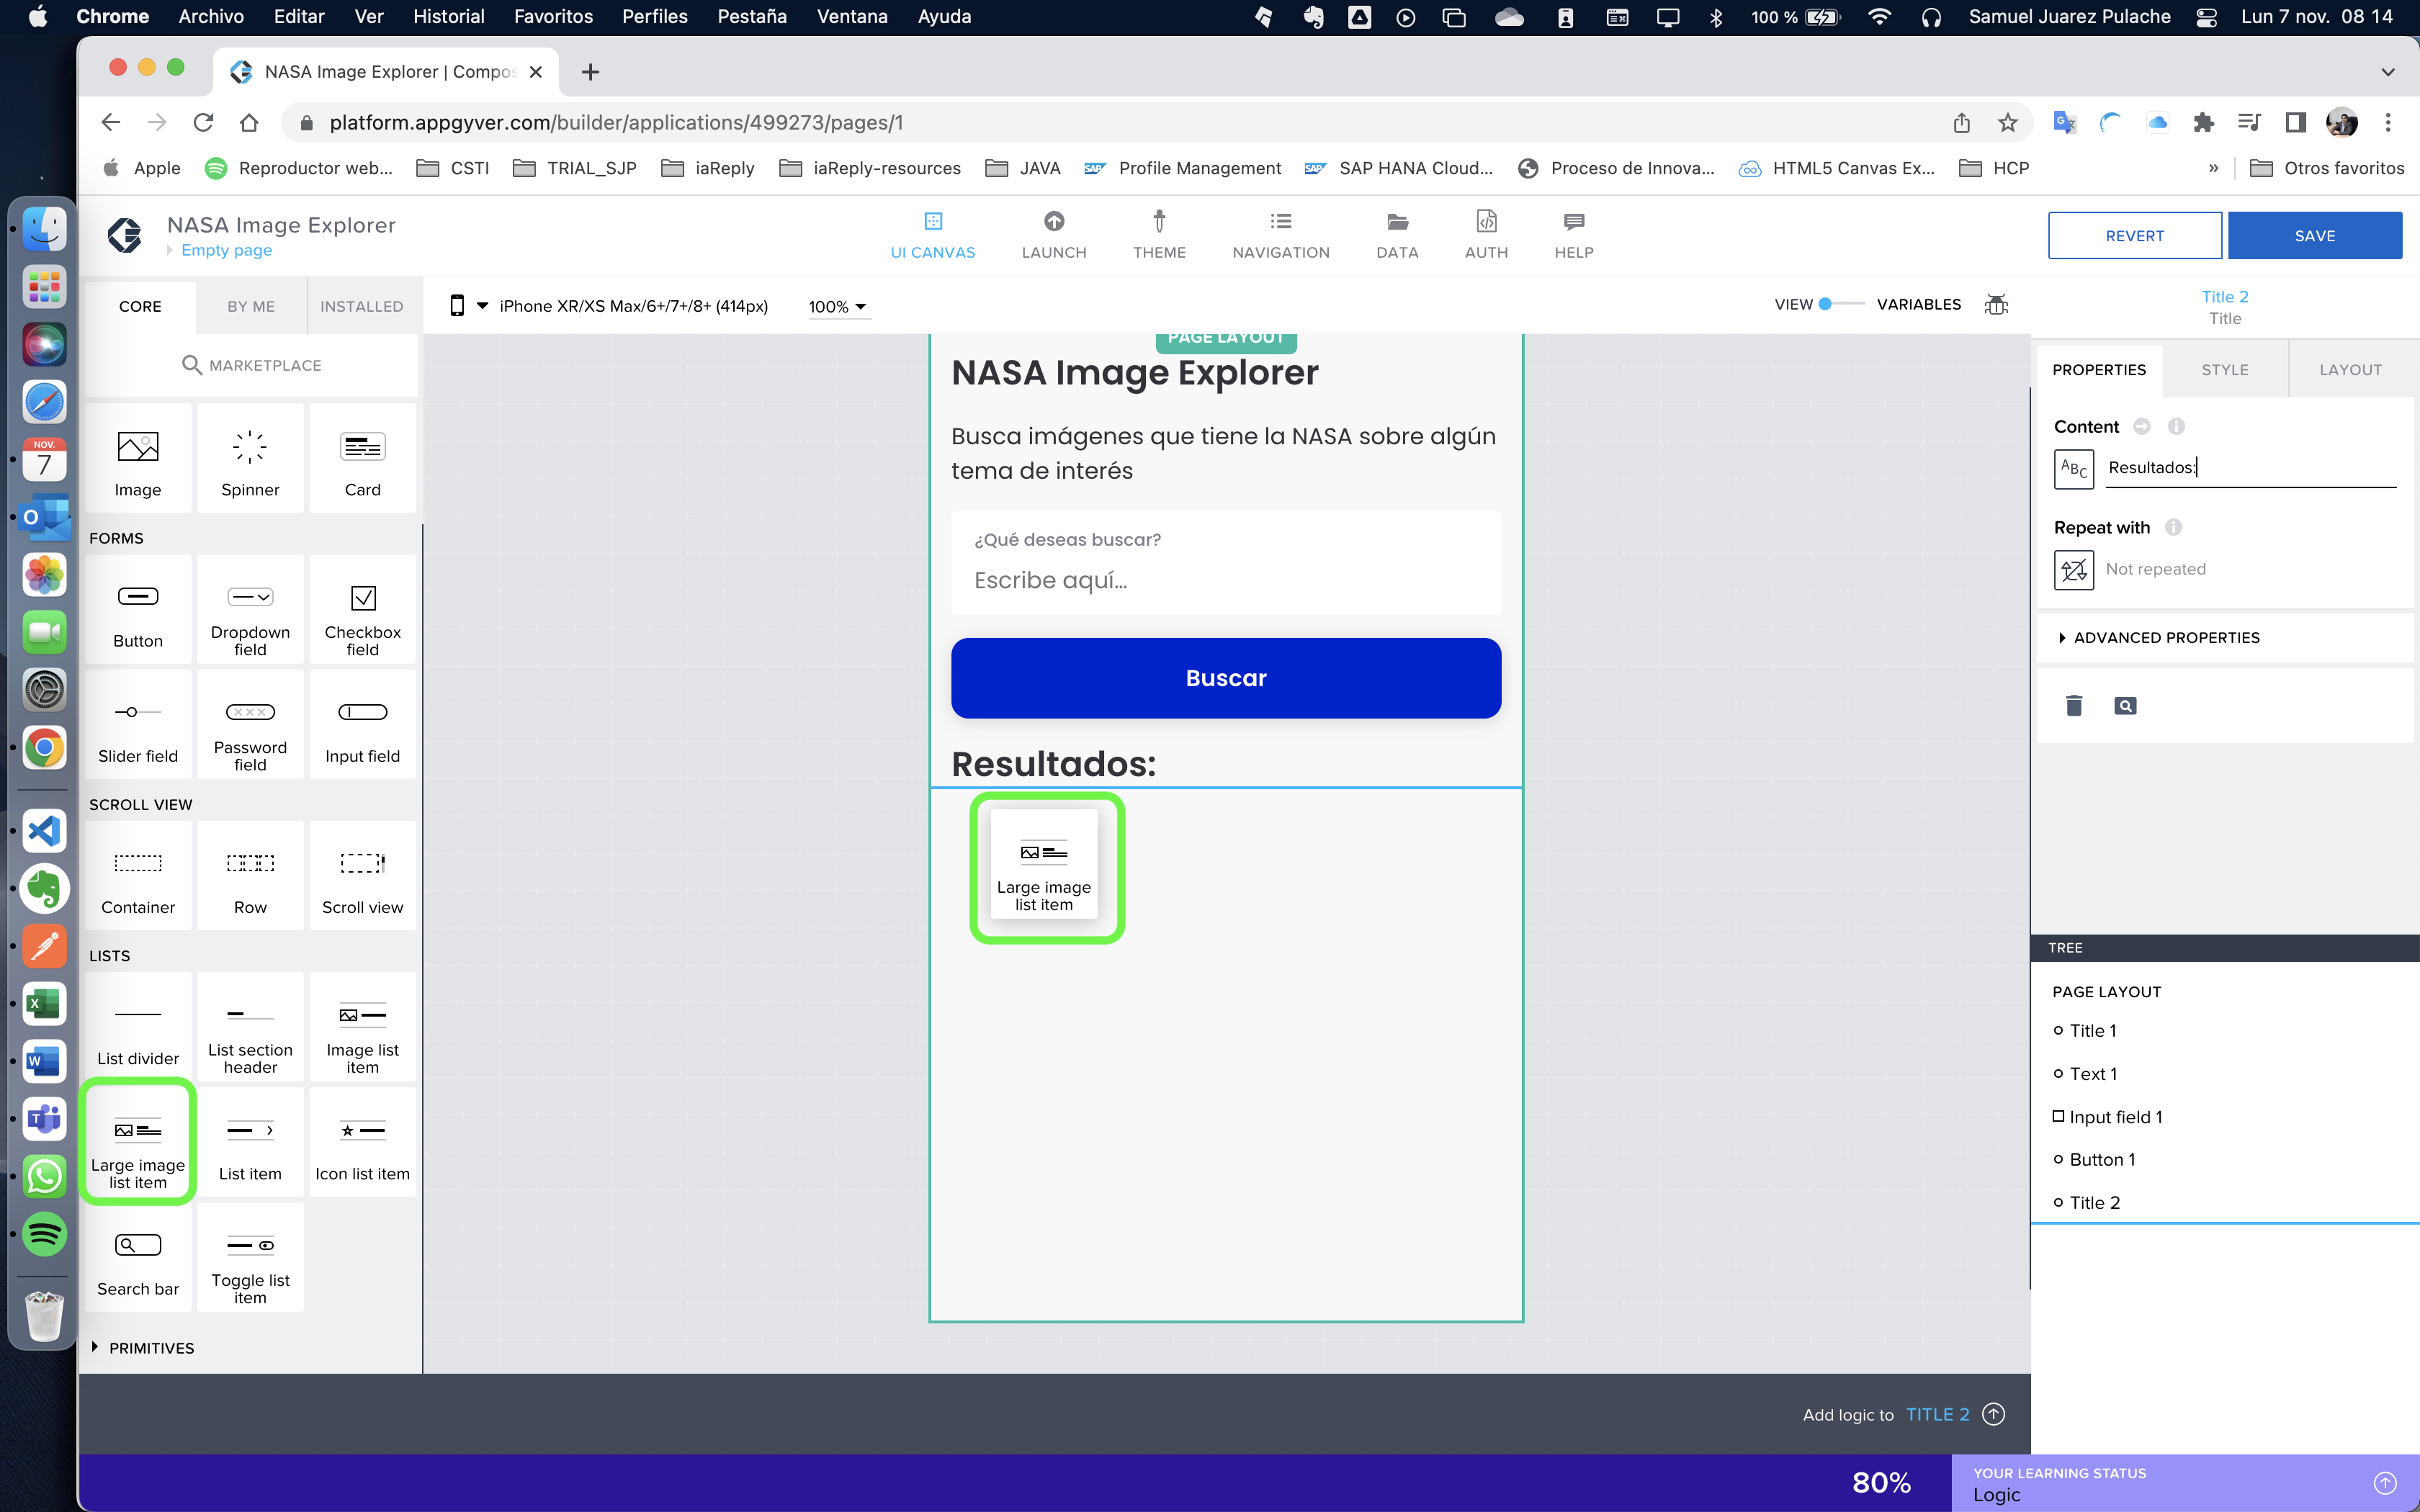 Chrome Archivo Editar Ver Historial Favoritos Perfiles Pestaña Ventana Ayuda 100 % Samuel Juarez Pulache Lun 7 nov. 08 14
NASA Image Explorer | Compos
platform.appgyver.com/builder/applications/499273/pages/1
Apple Reproductor web... CSTI TRIAL_SJP iaReply iaReply-resources JAVA Profile Management SAP HANA Cloud... Proceso de Innova... HTML5 Canvas Ex... HCP » Otros favoritos
NASA Image Explorer
Empty page
UI CANVAS LAUNCH THEME NAVIGATION DATA AUTH HELP
REVERT SAVE
CORE BY ME INSTALLED
iPhone XR/XS Max/6+/7+/8+ (414px) 100%
VIEW VARIABLES
Title 2
Title
MARKETPLACE
Image Spinner Card
FORMS
Button
Dropdown field
Checkbox field
Slider field
Password field
Input field
SCROLL VIEW
Container Row Scroll view
LISTS
List divider
List section header
Image list item
Large image list item
List item
Icon list item
Search bar
Toggle list item
PRIMITIVES
PAGE LAYOUT
NASA Image Explorer
Busca imágenes que tiene la NASA sobre algún
tema de interés
¿Qué deseas buscar?
Escribe aquí...
Buscar
Resultados:
Large image
list item
PROPERTIES STYLE LAYOUT
Content
ABC Resultados:
Repeat with
Not repeated
ADVANCED PROPERTIES
TREE
PAGE LAYOUT
Title 1
Text 1
Input field 1
Button 1
Title 2
Add logic to TITLE 2
80%
YOUR LEARNING STATUS
Logic
NOV.
7